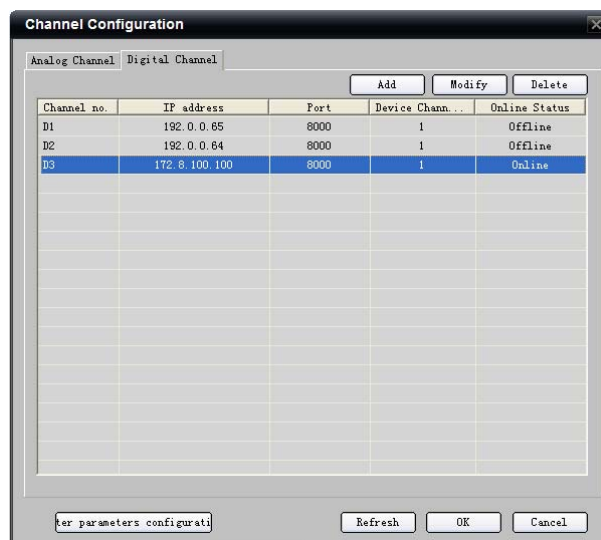 Channel Configuration
Analog Channel Digital Channel
Add Modify Delete
Channel no. IP address Port Device Chann... Online Status
D1 192.0.0.65 8000 1 Offline
D2 192.0.0.64 8000 1 Offline
D3 172.8.100.100 8000 1 Online
ter parameters configurati Refresh OK Cancel